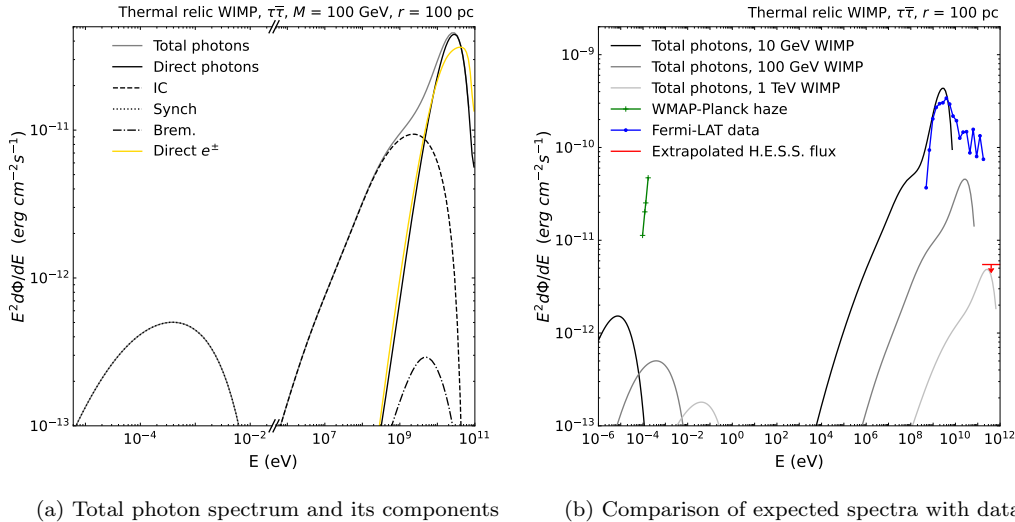 Thermal relic WIMP, ττ̅, M = 100 GeV, r = 100 pc
Total photons
Direct photons
IC
Synch
Brem.
Direct e±
10⁻¹¹
10⁻¹²
10⁻¹³
E²dΦ/dE (erg cm⁻²s⁻¹)
10⁻⁴ 10⁻² 10⁷ 10⁹ 10¹¹
E (eV)
(a) Total photon spectrum and its components
Thermal relic WIMP, ττ̅, r = 100 pc
Total photons, 10 GeV WIMP
Total photons, 100 GeV WIMP
Total photons, 1 TeV WIMP
WMAP-Planck haze
Fermi-LAT data
Extrapolated H.E.S.S. flux
10⁻⁹
10⁻¹⁰
10⁻¹¹
10⁻¹²
10⁻¹³
E²dΦ/dE (erg cm⁻²s⁻¹)
10⁻⁶ 10⁻⁴ 10⁻² 10⁰ 10² 10⁴ 10⁶ 10⁸ 10¹⁰ 10¹²
E (eV)
(b) Comparison of expected spectra with data